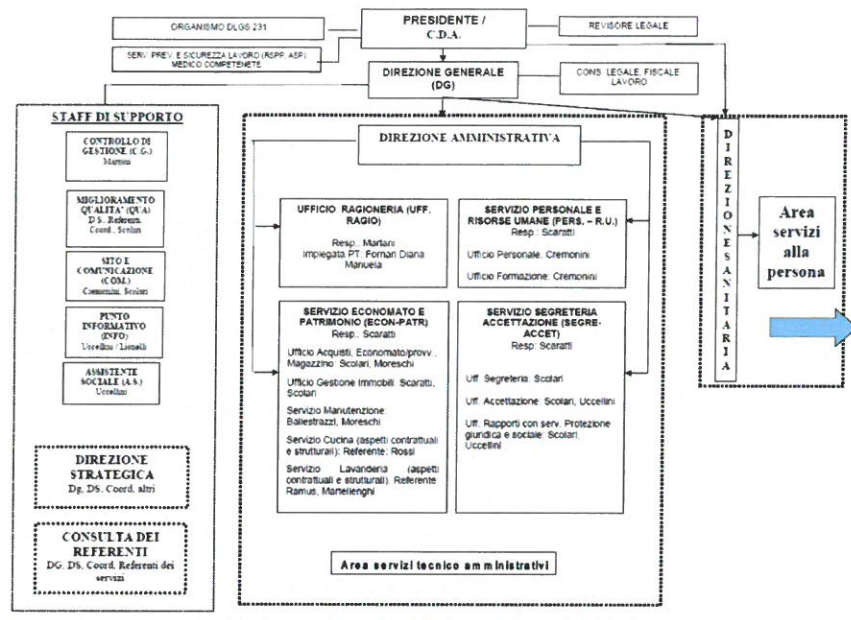 PRESIDENTE /
C.D.A.
ORGANISMO DLGS 231
REVISORE LEGALE
SERV. PREV. E SICUREZZA LAVORO (RSPP, ASP)
MEDICO COMPETENETE
DIREZIONE GENERALE
(DG)
CONS. LEGALE, FISCALE
LAVORO
STAFF DI SUPPORTO
CONTROLLO DI
GESTIONE (C.G.)
Martani
MIGLIORAMENTO
QUALITA' (QUA)
D.S., Referenti,
Coord., Scolari
SITO E
COMUNICAZIONE
(COM.)
Cremonini, Scolari
PUNTO
INFORMATIVO
(INFO)
Uccellini / Lionelli
ASSISTENTE
SOCIALE (A.S.)
Uccellini
DIREZIONE
STRATEGICA
Dg, DS, Coord, altri
CONSULTA DEI
REFERENTI
DG, DS, Coord, Referenti dei
servizi
DIREZIONE AMMINISTRATIVA
UFFICIO RAGIONERIA (UFF.
RAGIO)
Resp.: Martani
Impiegata PT: Fornari Diana
Manuela
SERVIZIO PERSONALE E
RISORSE UMANE (PERS. – R.U.)
Resp.: Scaratti
Ufficio Personale: Cremonini
Ufficio Formazione: Cremonini
SERVIZIO ECONOMATO E
PATRIMONIO (ECON-PATR)
Resp.: Scaratti
Ufficio Acquisti, Economato/provv.,
Magazzino: Scolari, Moreschi
Ufficio Gestione Immobili: Scaratti,
Scolari
Servizio Manutenzione:
Ballestrazzi, Moreschi
Servizio Cucina (aspetti contrattuali
e strutturali): Referente: Rossi
Servizio Lavanderia (aspetti
contrattuali e strutturali). Referente:
Ramus, Martellenghi
SERVIZIO SEGRETERIA
ACCETTAZIONE (SEGRE-
ACCET)
Resp: Scaratti
Uff. Segreteria: Scolari
Uff. Accettazione: Scolari, Uccellini
Uff. Rapporti con serv. Protezione
giuridica e sociale: Scolari,
Uccellini
Area servizi tecnico amministrativi
DIREZIONE SANITARIA
Area
servizi
alla
persona